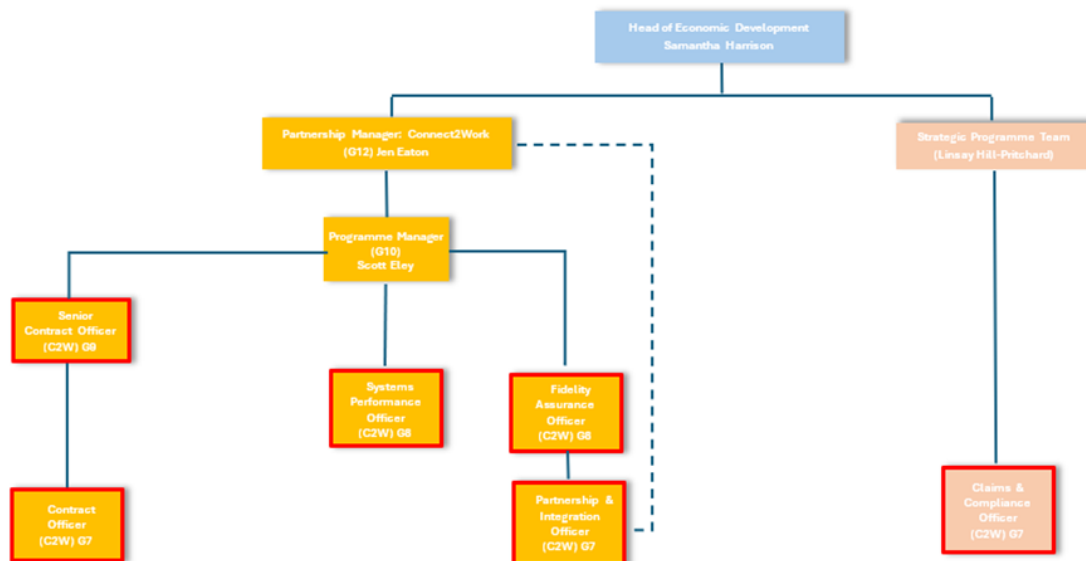 Head of Economic Development
Samantha Harrison
Partnership Manager: Connect2Work
(G12) Jen Eaton
Strategic Programme Team
(Linsay Hill-Pritchard)
Programme Manager
(G10)
Scott Eley
Senior
Contract Officer
(C2W) G9
Systems
Performance
Officer
(C2W) G8
Fidelity
Assurance
Officer
(C2W) G8
Contract
Officer
(C2W) G7
Partnership &
Integration
Officer
(C2W) G7
Claims &
Compliance
Officer
(C2W) G7